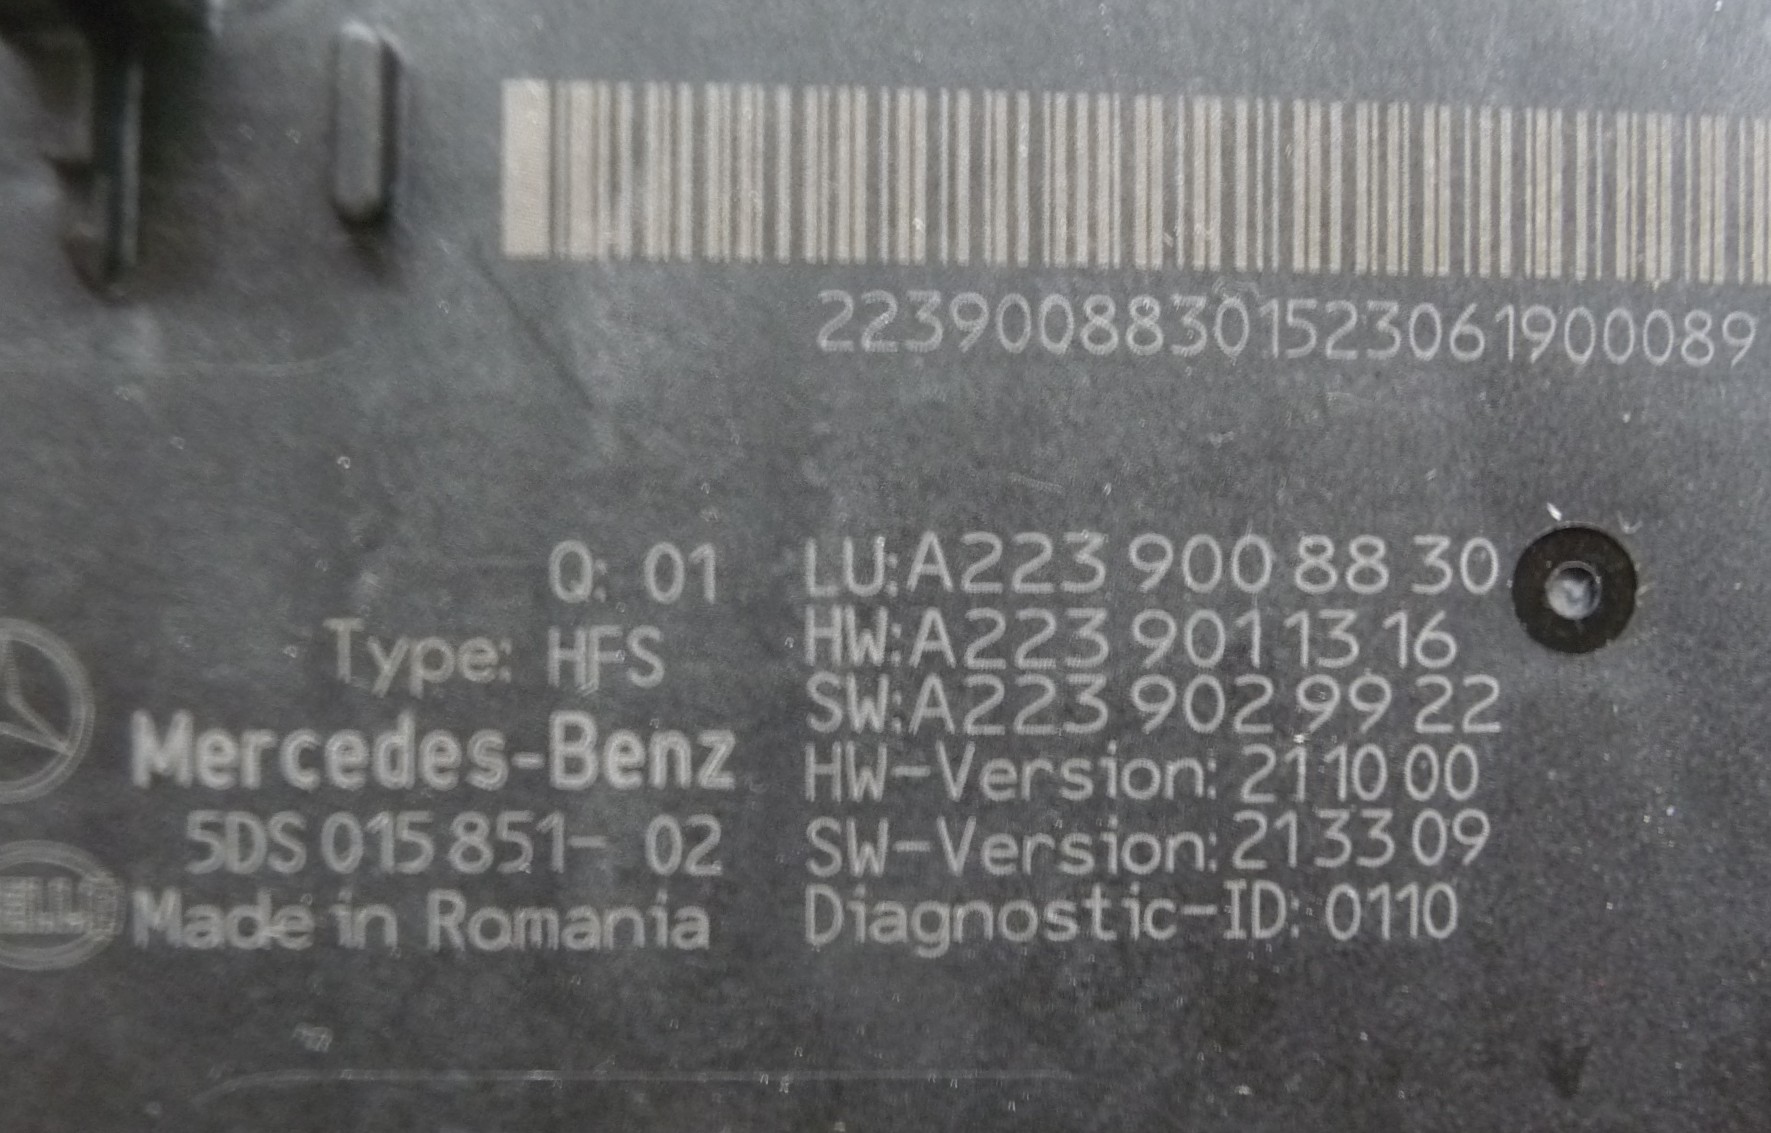 2239008830152306190 0089
Q: 01
Type: HFS
Mercedes-Benz
5DS 015 851- 02
Made in Romania
LU:A223 900 88 30
HW:A223 901 13 16
SW:A223 902 99 22
HW-Version: 21 10 00
SW-Version: 21 33 09
Diagnostic-ID: 0110